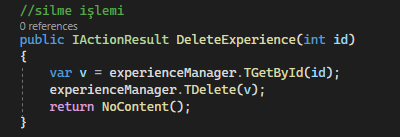 //silme işlemi
0 references
public IActionResult DeleteExperience(int id)
{
    var v = experienceManager.TGetById(id);
    experienceManager.TDelete(v);
    return NoContent();
}